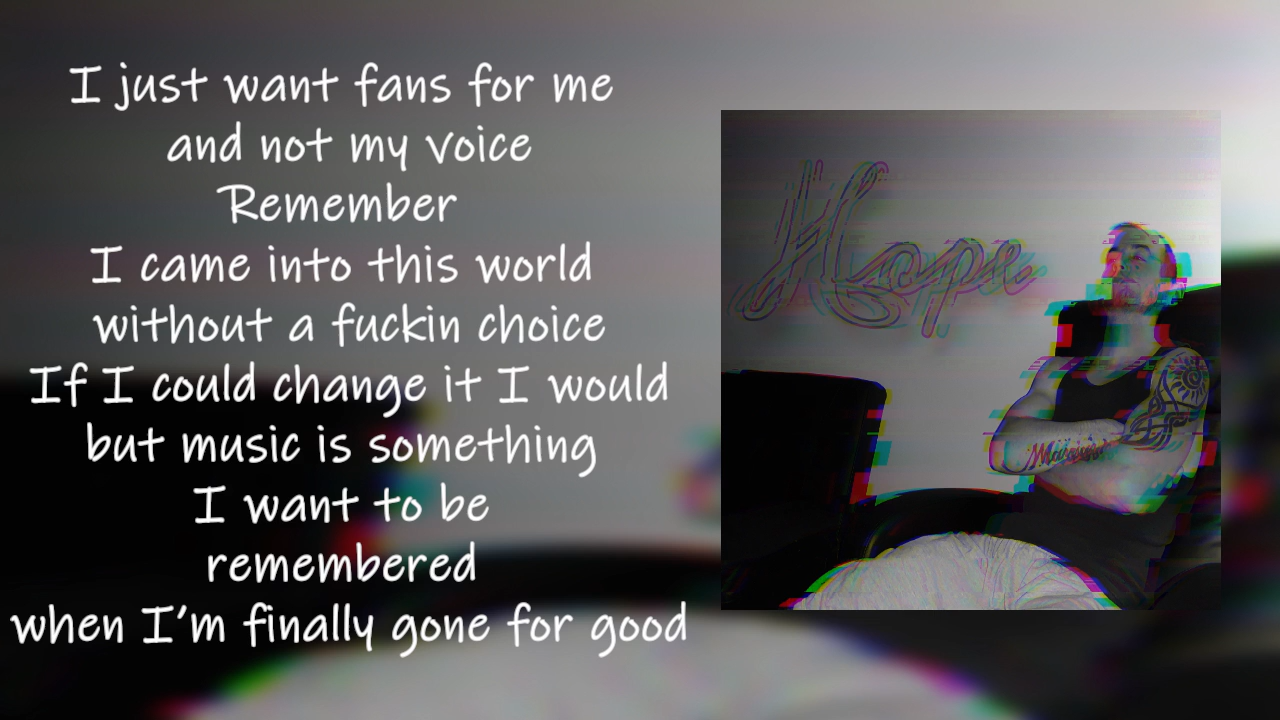 I just want fans for me
and not my voice
Remember
I came into this world
without a fuckin choice
If I could change it I would
but music is something
I want to be
remembered
when I'm finally gone for good
Hope